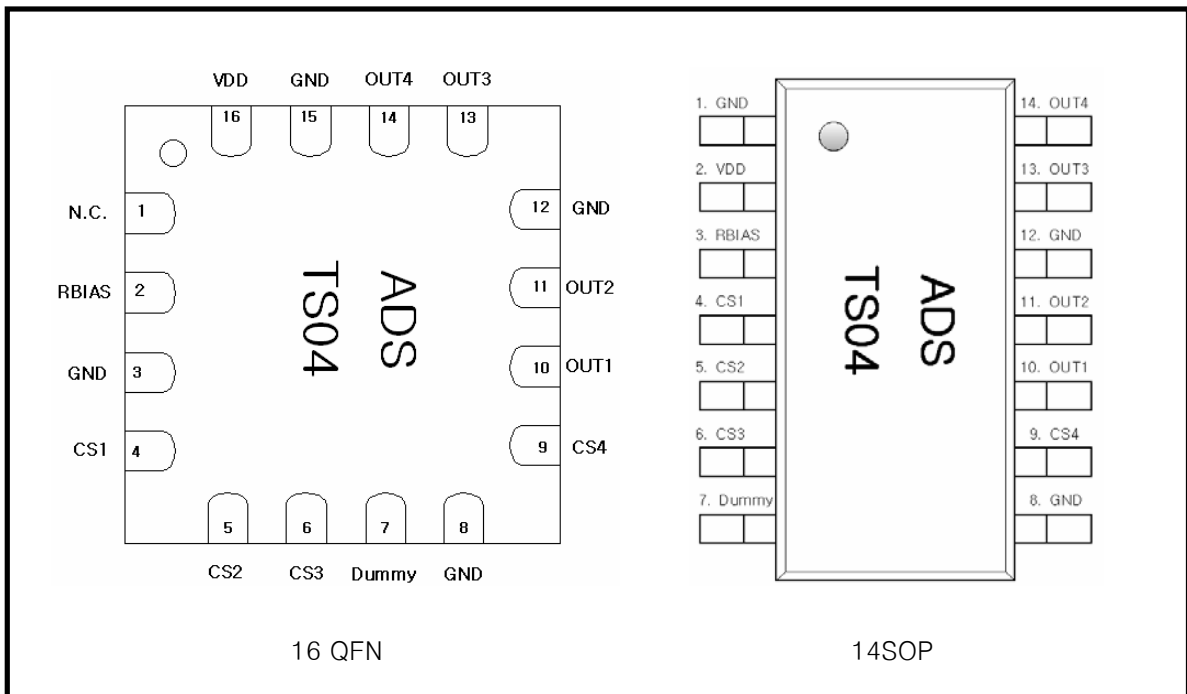 VDD GND OUT4 OUT3
16 15 14 13
N.C. 1
RBIAS 2
GND 3
CS1 4
12 GND
11 OUT2
10 OUT1
9 CS4
ADS
TS04
5 6 7 8
CS2 CS3 Dummy GND
16 QFN
1. GND
2. VDD
3. RBIAS
4. CS1
5. CS2
6. CS3
7. Dummy
14. OUT4
13. OUT3
12. GND
11. OUT2
10. OUT1
9. CS4
8. GND
ADS
TS04
14SOP